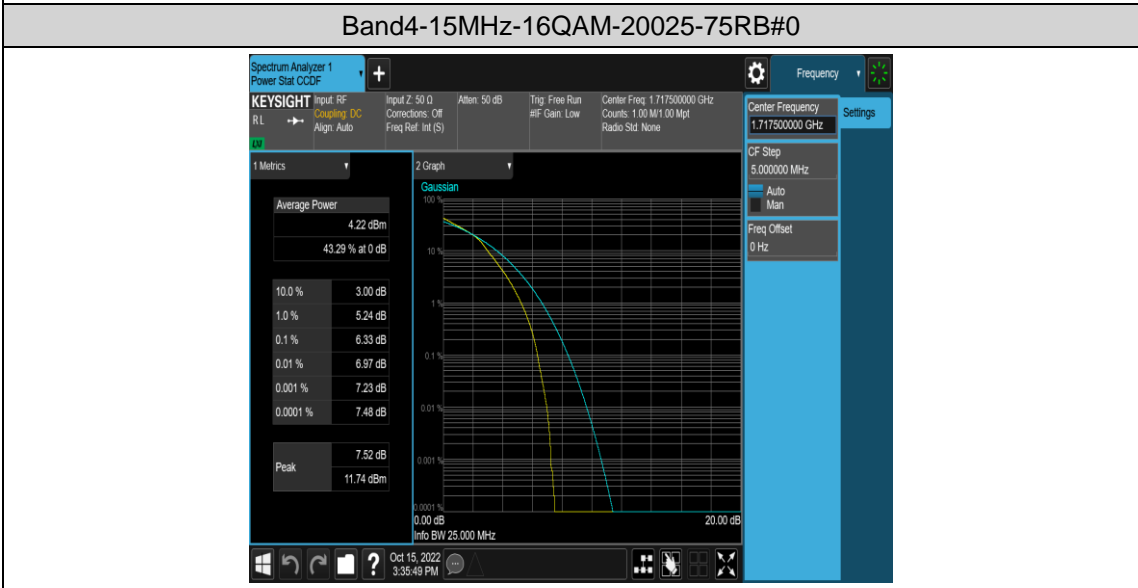 Band4-15MHz-16QAM-20025-75RB#0
Spectrum Analyzer 1
Power Stat CCDF
+
Frequency
KEYSIGHT
RL
LXI
Input: RF
Coupling: DC
Align: Auto
Input Z: 50 Ω
Corrections: Off
Freq Ref: Int (S)
Atten: 50 dB
Trig: Free Run
#IF Gain: Low
Center Freq: 1.717500000 GHz
Counts: 1.00 M/1.00 Mpt
Radio Std: None
Center Frequency
1.717500000 GHz
Settings
CF Step
5.000000 MHz
Auto
Man
Freq Offset
0 Hz
1 Metrics
Average Power
4.22 dBm
43.29 % at 0 dB
10.0 % 3.00 dB
1.0 % 5.24 dB
0.1 % 6.33 dB
0.01 % 6.97 dB
0.001 % 7.23 dB
0.0001 % 7.48 dB
Peak
7.52 dB
11.74 dBm
2 Graph
Gaussian
100 %
10 %
1 %
0.1 %
0.01 %
0.001 %
0.0001 %
0.00 dB 20.00 dB
Info BW 25.000 MHz
?
Oct 15, 2022
3:35:49 PM